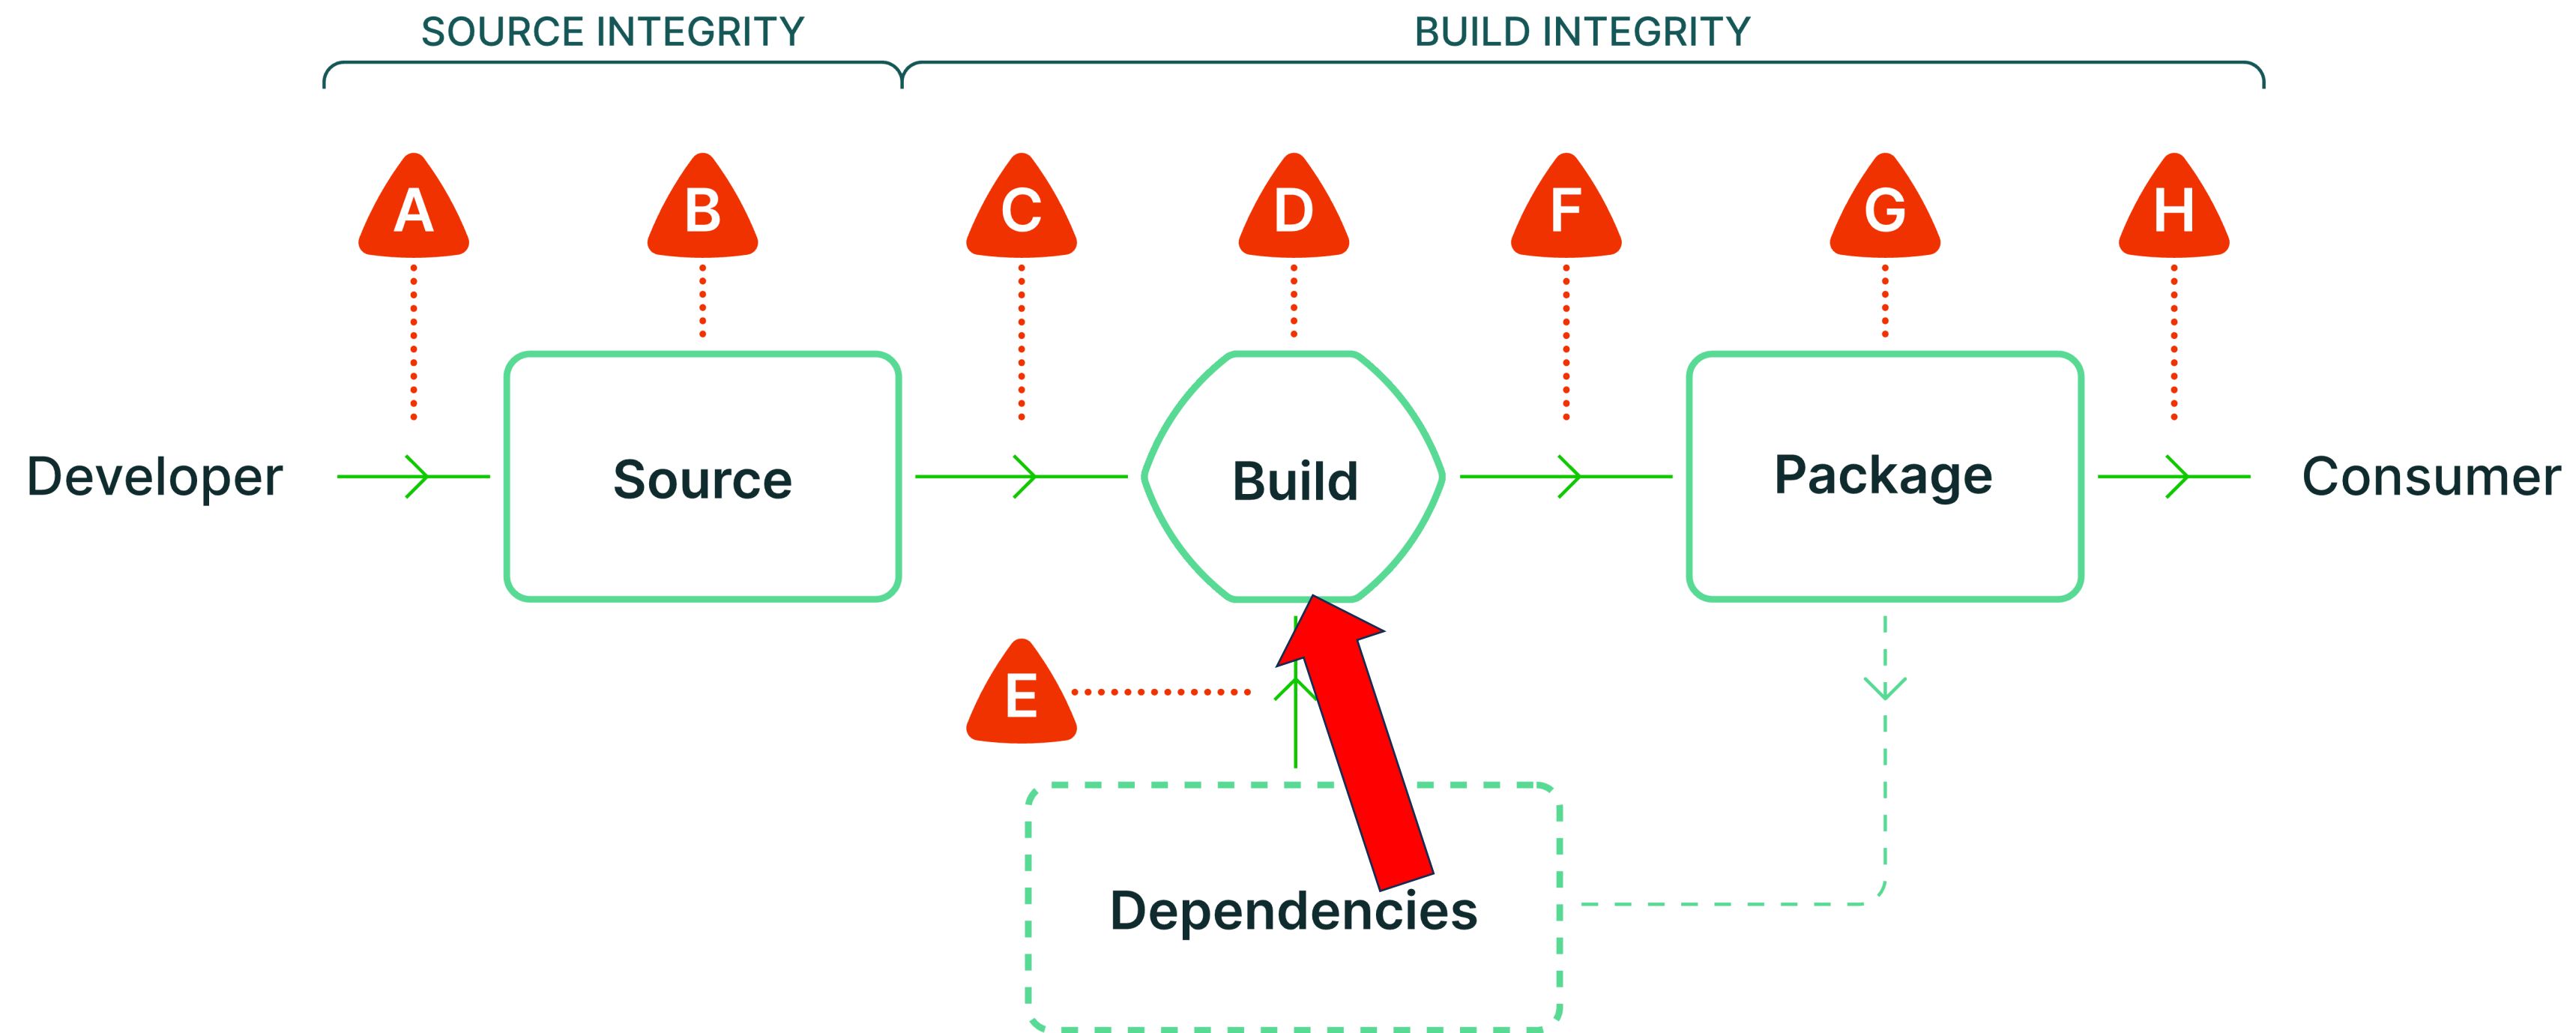 SOURCE INTEGRITY
BUILD INTEGRITY
A
B
C
D
F
G
H
Developer
Source
Build
Package
Consumer
E
Dependencies